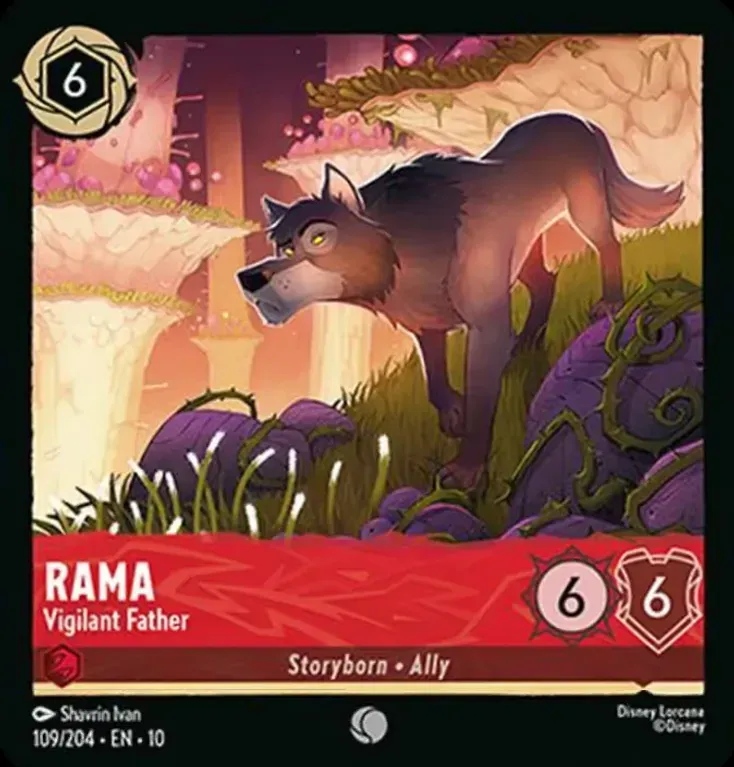 6
RAMA
Vigilant Father
6 6
Storyborn • Ally
Shavrin Ivan
109/204 • EN • 10
Disney Lorcana
©Disney